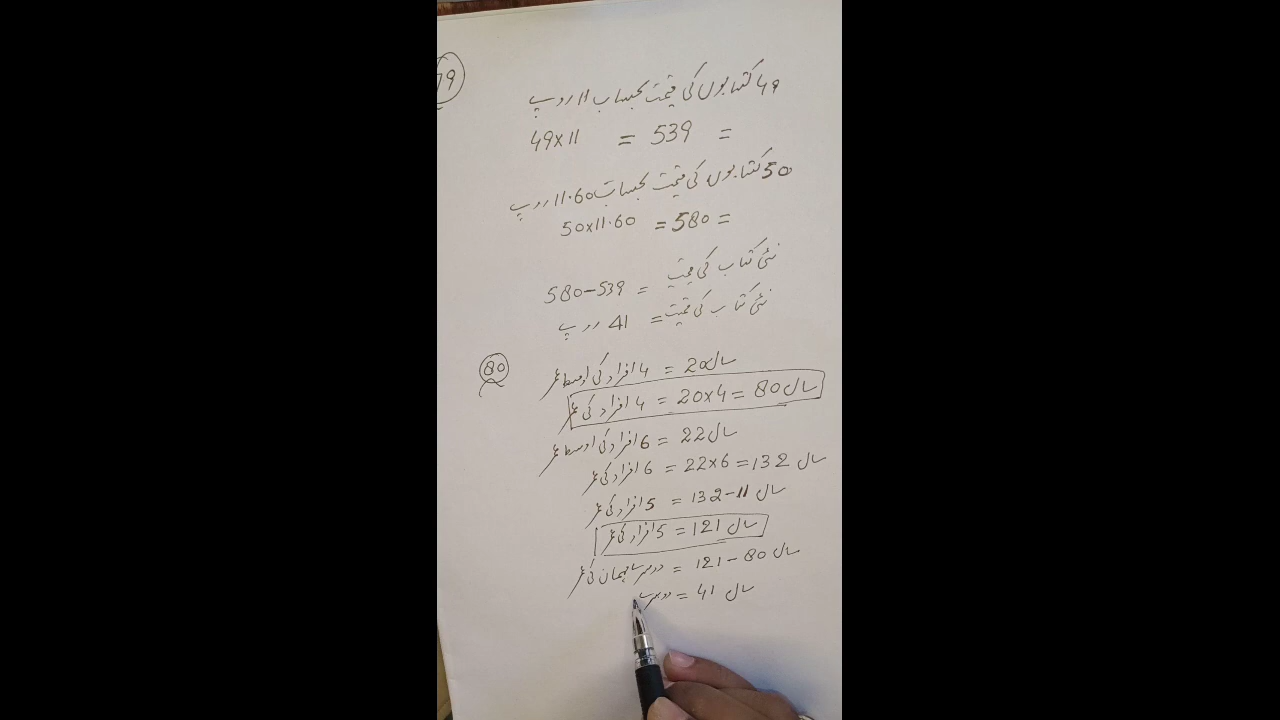 79
49 کتابوں کی قیمت بحساب 11 روپے
= 539 = 49x11
50 کتابوں کی قیمت بحساب 11.60 روپے
= 580 = 50x11.60
نئی کتاب کی قیمت = 580-539
نئی کتاب کی قیمت = 41 روپے
80
4 افراد کی اوسط عمر = 20 سال
4 افراد کی عمر = 20x4 = 80 سال
6 افراد کی اوسط عمر = 22 سال
6 افراد کی عمر = 22x6 = 132 سال
5 افراد کی عمر = 132-11 سال
5 افراد کی عمر = 121 سال
دوسرے مہمان کی عمر = 121-80 سال
دوسرے = 41 سال